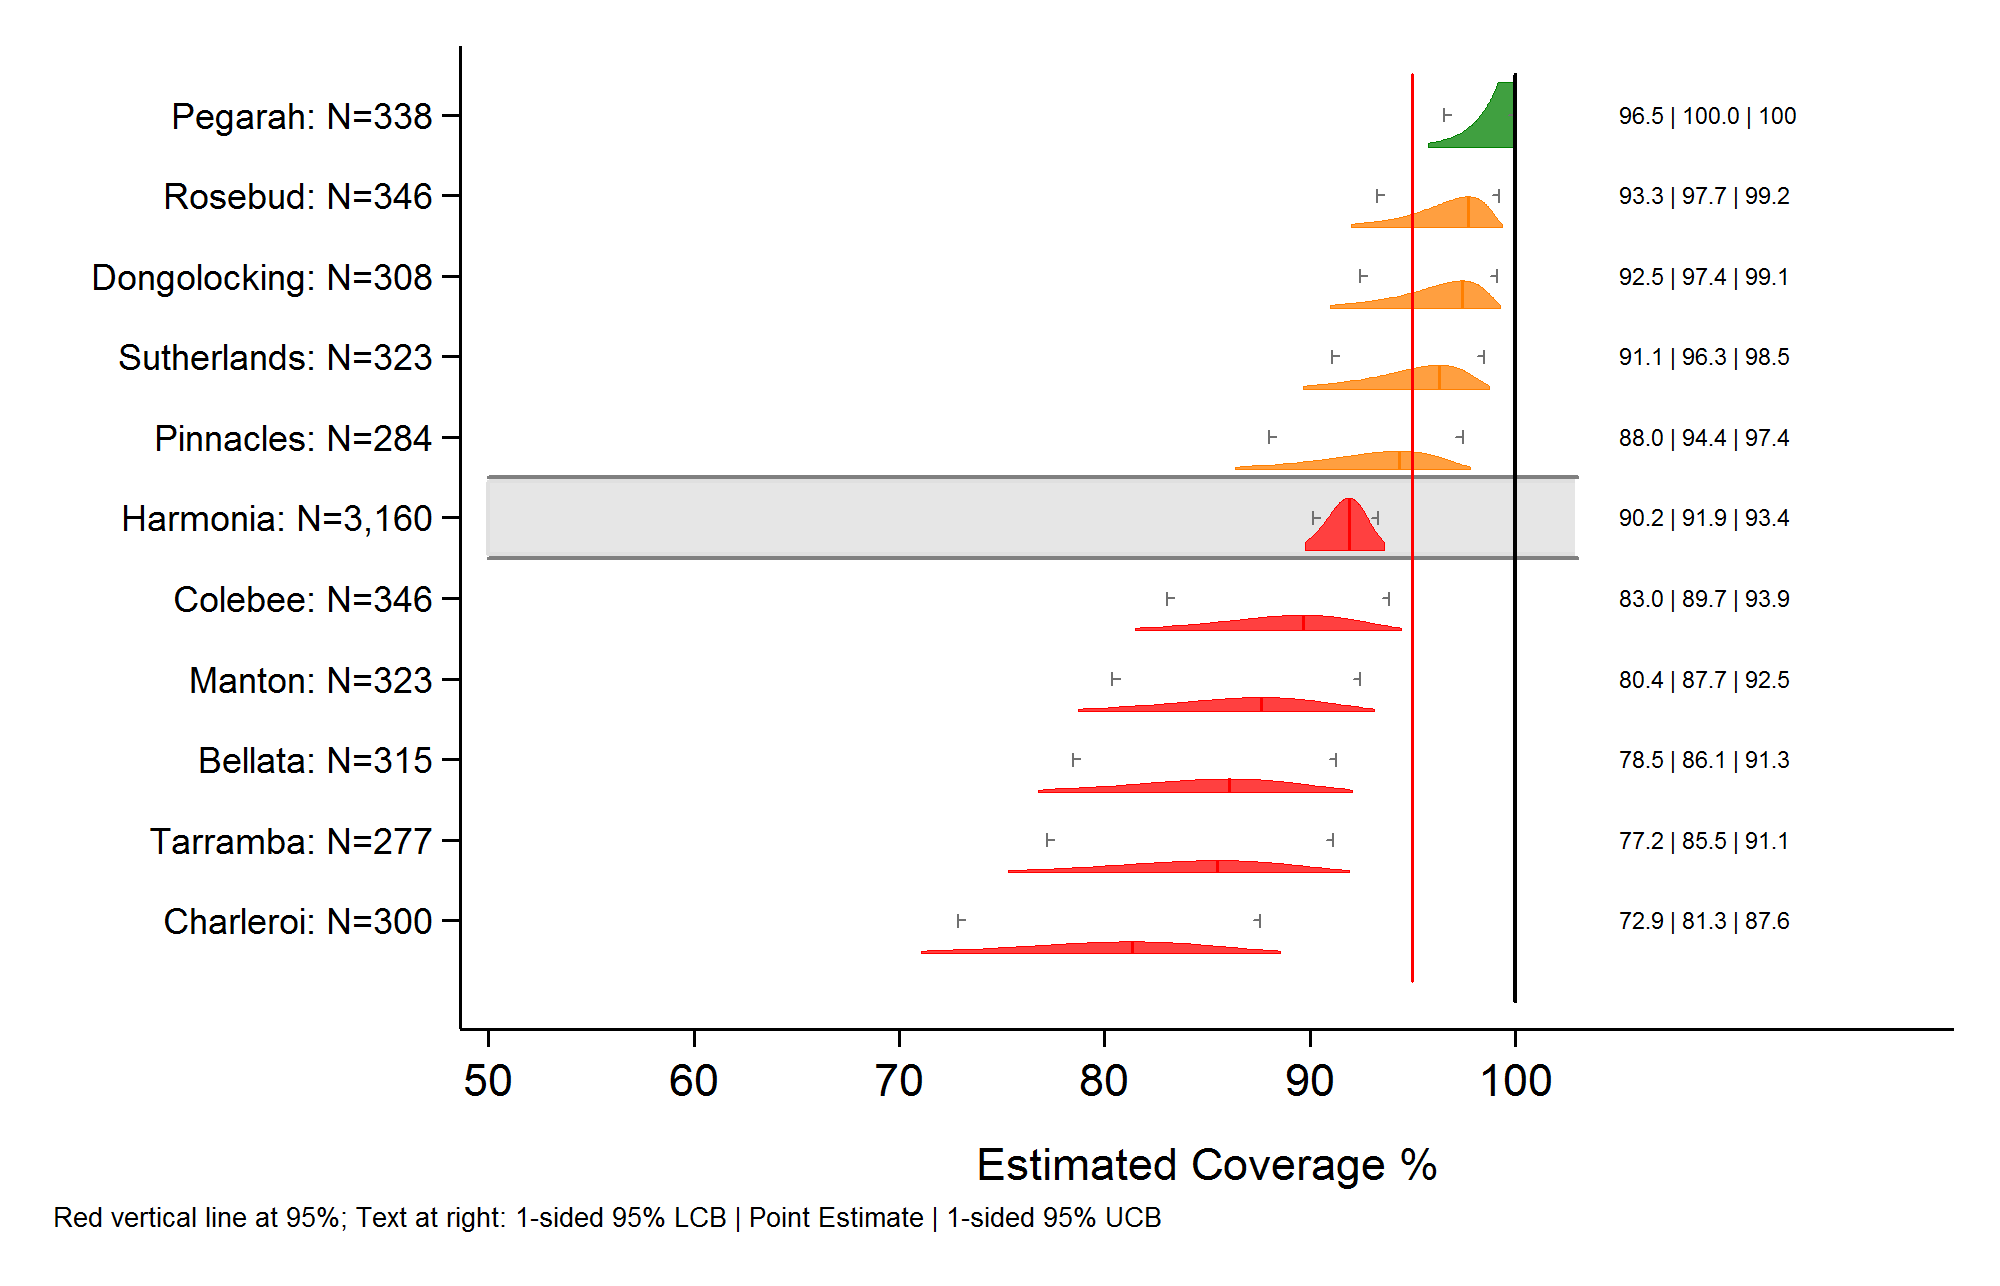 Pegarah: N=338 96.5 | 100.0 | 100
Rosebud: N=346 93.3 | 97.7 | 99.2
Dongolocking: N=308 92.5 | 97.4 | 99.1
Sutherlands: N=323 91.1 | 96.3 | 98.5
Pinnacles: N=284 88.0 | 94.4 | 97.4
Harmonia: N=3,160 90.2 | 91.9 | 93.4
Colebee: N=346 83.0 | 89.7 | 93.9
Manton: N=323 80.4 | 87.7 | 92.5
Bellata: N=315 78.5 | 86.1 | 91.3
Tarramba: N=277 77.2 | 85.5 | 91.1
Charleroi: N=300 72.9 | 81.3 | 87.6
50 60 70 80 90 100
Estimated Coverage %
Red vertical line at 95%; Text at right: 1-sided 95% LCB | Point Estimate | 1-sided 95% UCB